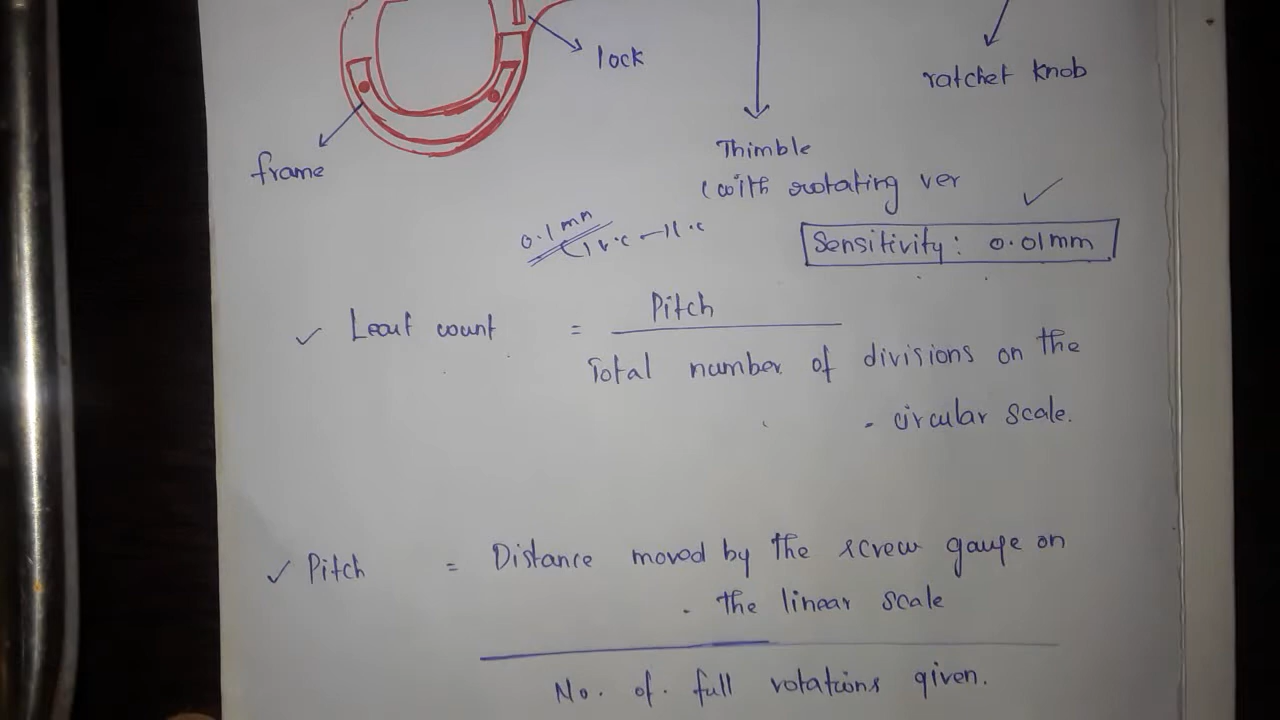 lock
ratchet knob
frame
Thimble
(with rotating ver
0.1mm
Sensitivity: 0.01mm
Least count = Pitch
Total number of divisions on the
circular scale.
Pitch = Distance moved by the screw gauge on
the linear scale
No. of full rotations given.